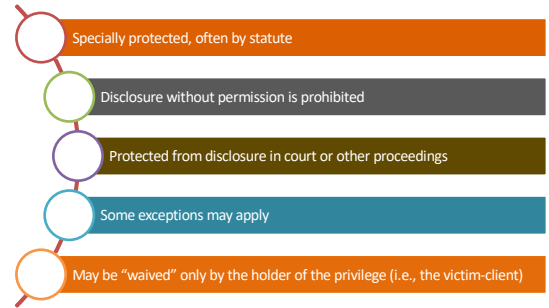 Specially protected, often by statute
Disclosure without permission is prohibited
Protected from disclosure in court or other proceedings
Some exceptions may apply
May be “waived” only by the holder of the privilege (i.e., the victim-client)